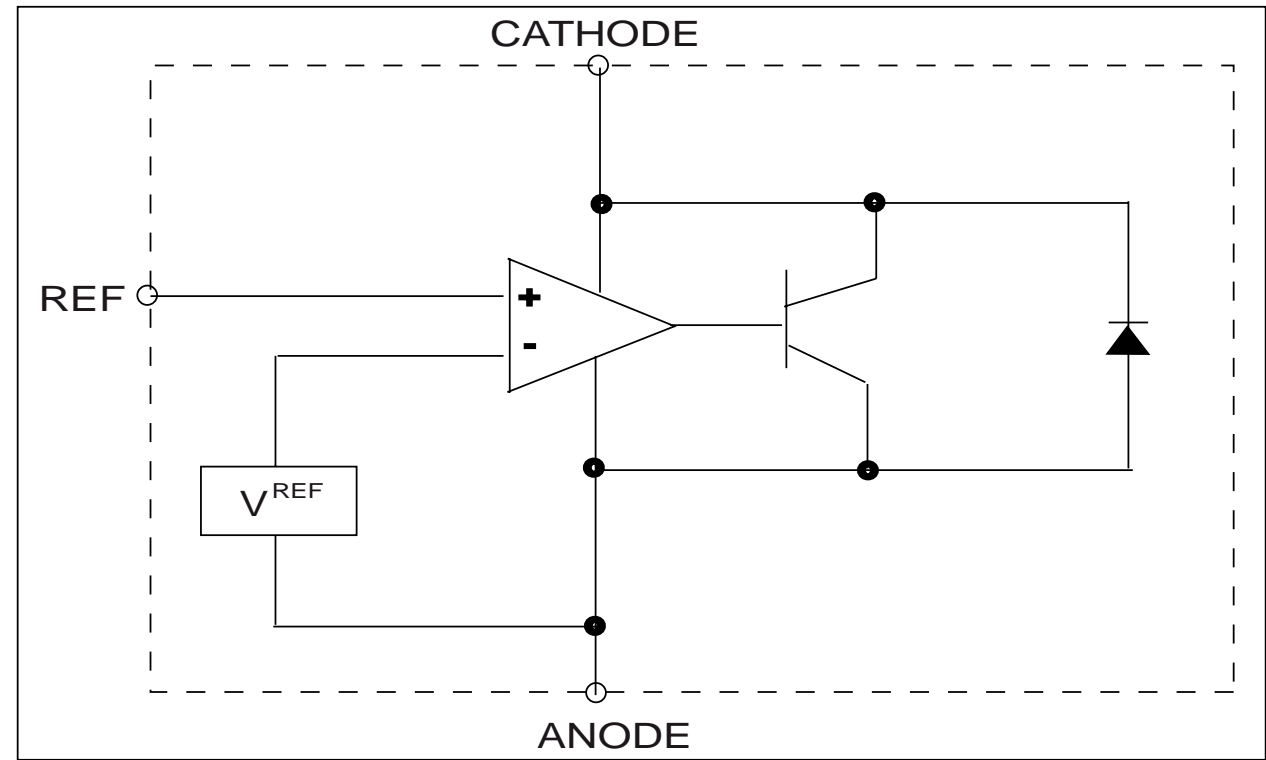 CATHODE
REF
+
-
V REF
ANODE